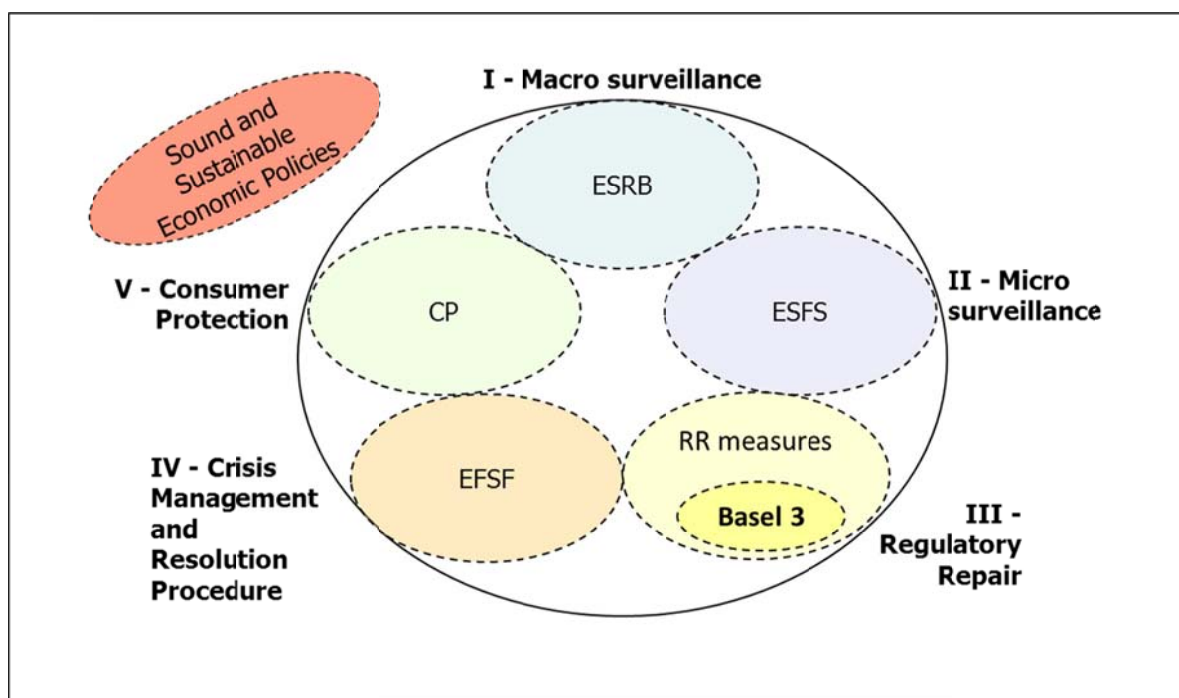 I - Macro surveillance
Sound and
Sustainable
Economic Policies
ESRB
V - Consumer
Protection
CP
ESFS
II - Micro
surveillance
IV - Crisis
Management
and
Resolution
Procedure
EFSF
RR measures
Basel 3
III -
Regulatory
Repair